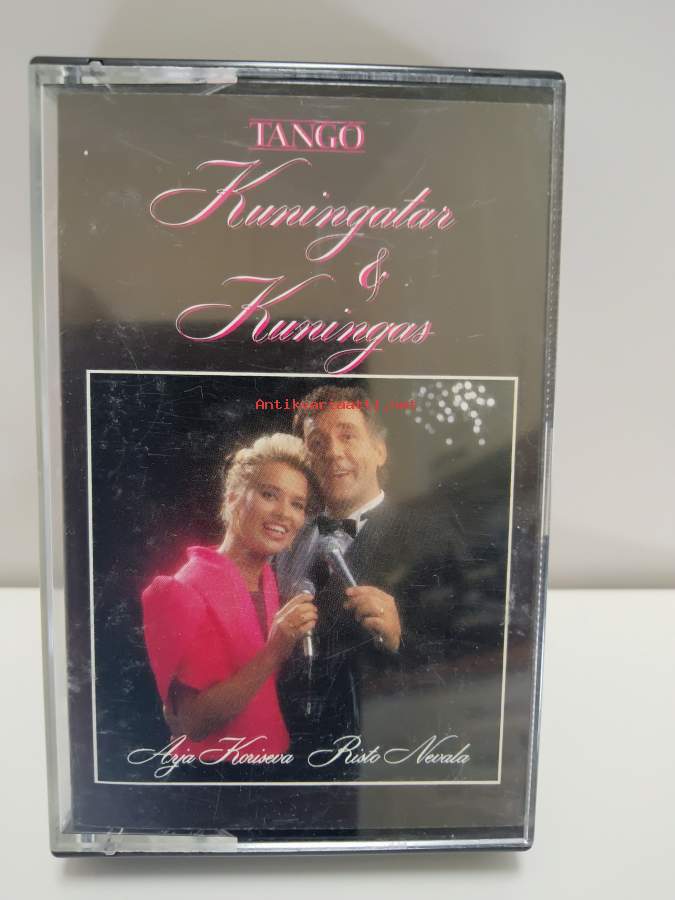 TANGO
Kuningatar
&
Kuningas
Antikvariaatti.net
Arja Koriseva Risto Nevala